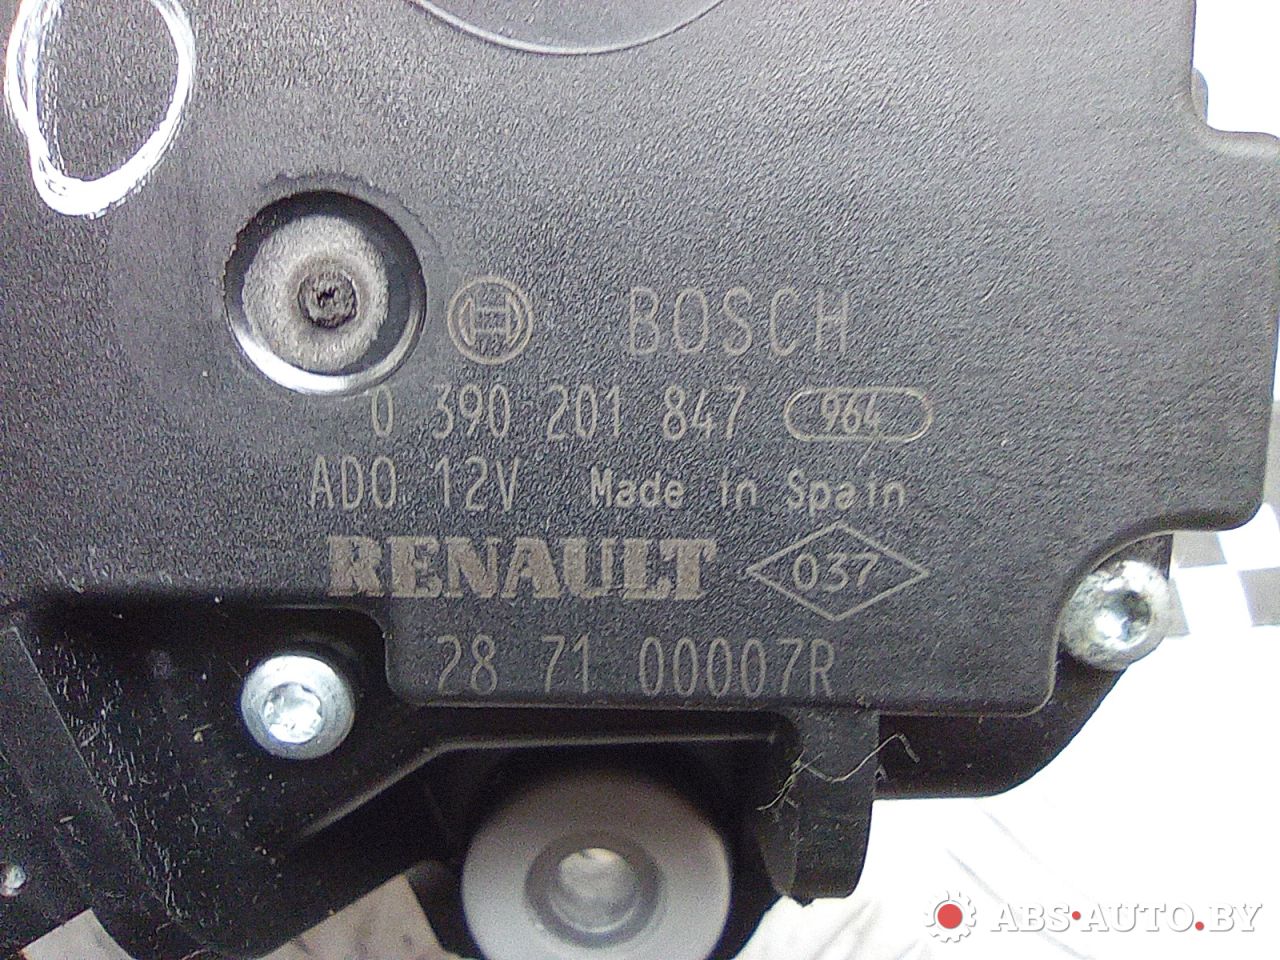 BOSCH
0 390 201 847 964
ADO 12V Made in Spain
RENAULT 037
28 71 00007R
ABS-AUTO.BY